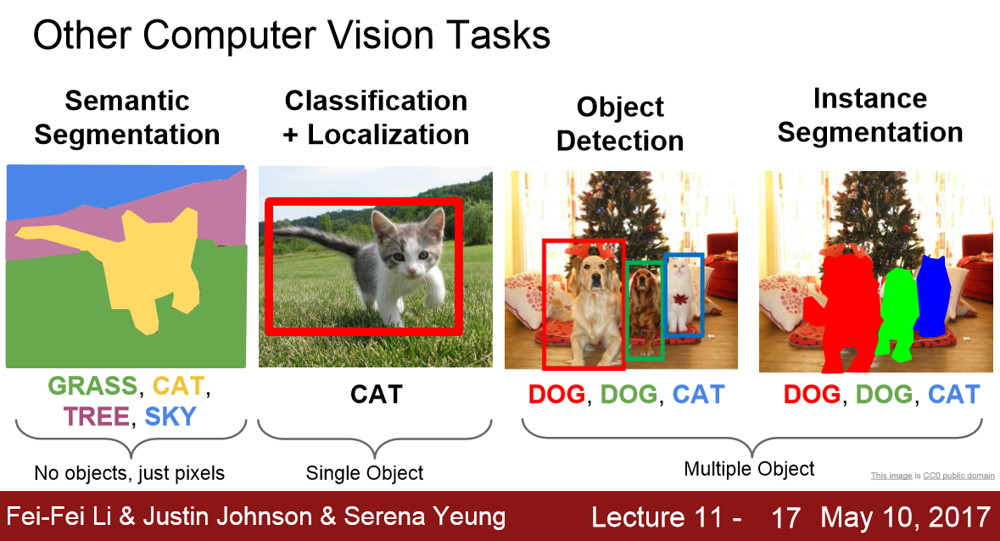 Other Computer Vision Tasks
Semantic
Segmentation
Classification
+ Localization
Object
Detection
Instance
Segmentation
GRASS, CAT,
TREE, SKY
CAT
DOG, DOG, CAT
DOG, DOG, CAT
No objects, just pixels
Single Object
Multiple Object
This image is CC0 public domain
Fei-Fei Li & Justin Johnson & Serena Yeung
Lecture 11 - 17 May 10, 2017